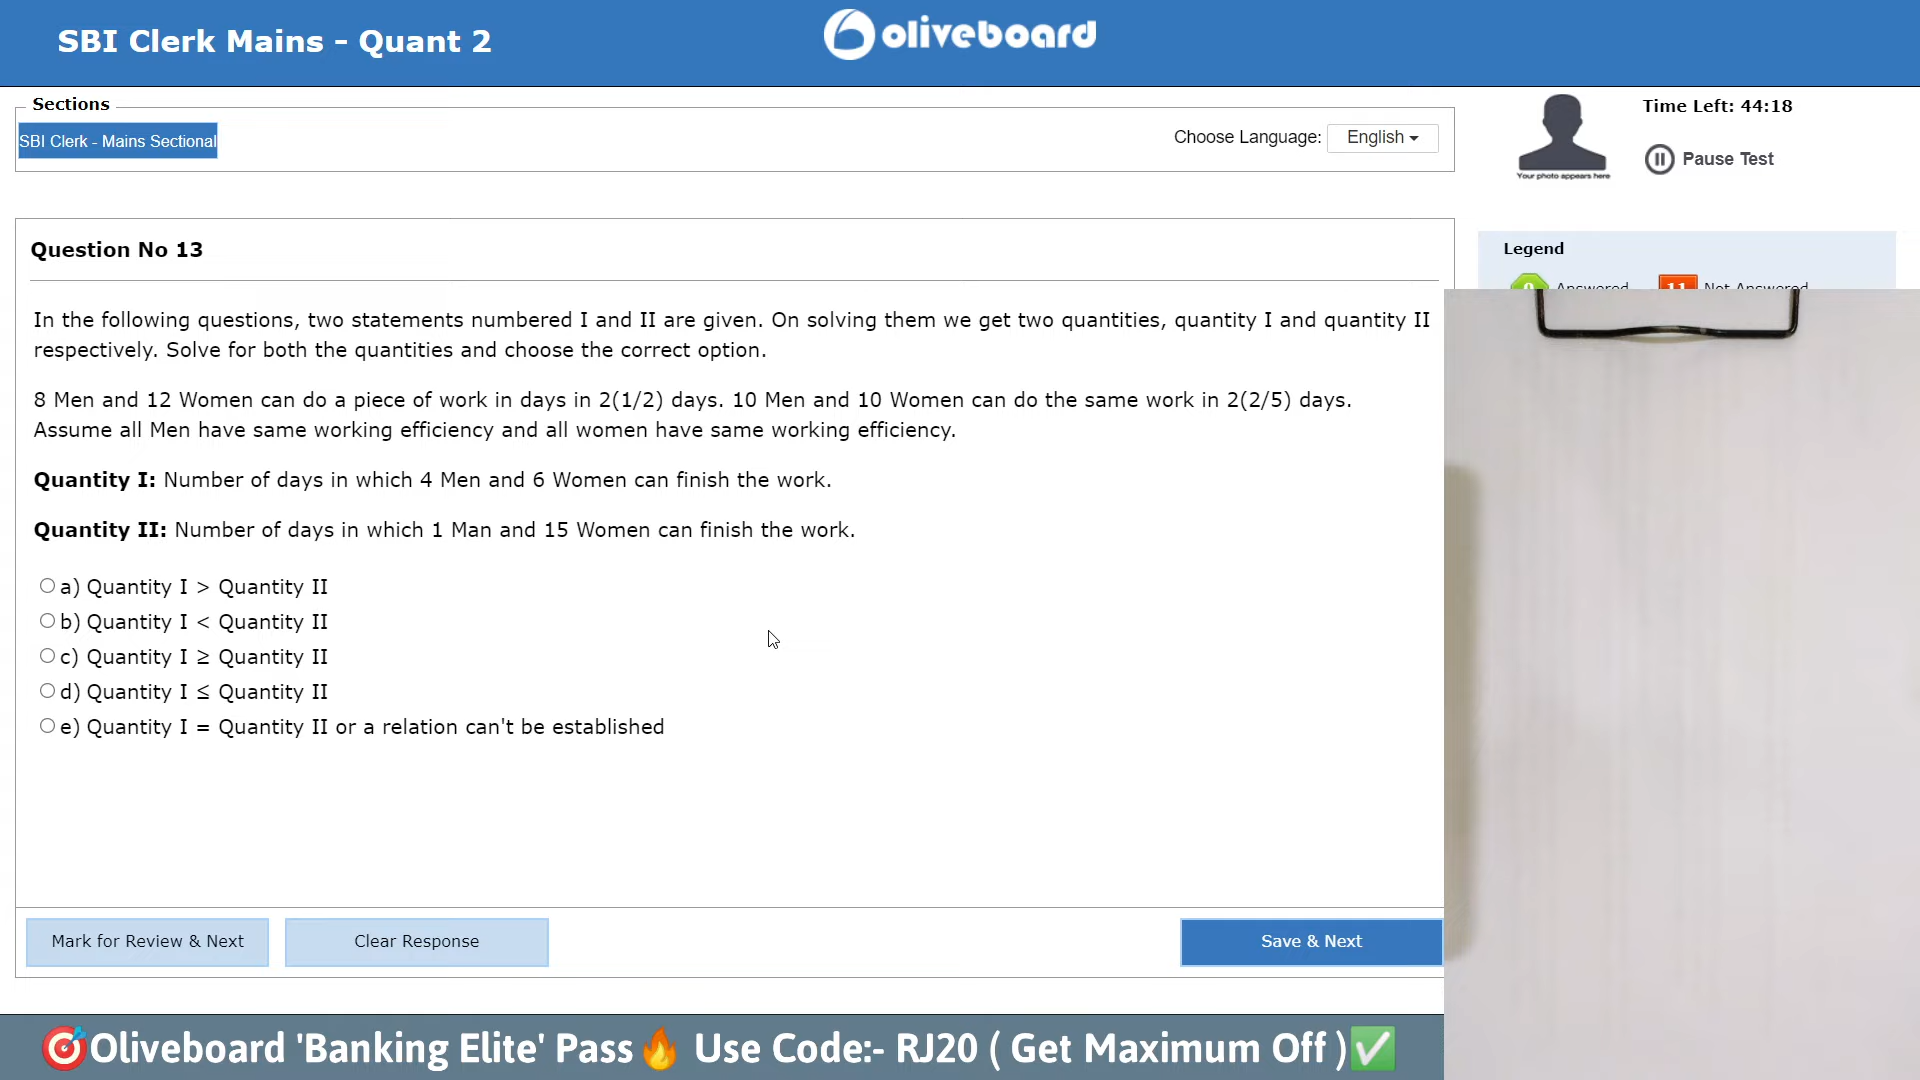 SBI Clerk Mains - Quant 2
oliveboard
Sections
SBI Clerk - Mains Sectional
Choose Language: English
Your photo appears here
Time Left: 44:18
Pause Test
Question No 13
Legend
In the following questions, two statements numbered I and II are given. On solving them we get two quantities, quantity I and quantity II
respectively. Solve for both the quantities and choose the correct option.
8 Men and 12 Women can do a piece of work in days in 2(1/2) days. 10 Men and 10 Women can do the same work in 2(2/5) days.
Assume all Men have same working efficiency and all women have same working efficiency.
Quantity I: Number of days in which 4 Men and 6 Women can finish the work.
Quantity II: Number of days in which 1 Man and 15 Women can finish the work.
a) Quantity I > Quantity II
b) Quantity I < Quantity II
c) Quantity I ≥ Quantity II
d) Quantity I ≤ Quantity II
e) Quantity I = Quantity II or a relation can't be established
Mark for Review & Next
Clear Response
Save & Next
🎯Oliveboard 'Banking Elite' Pass🔥 Use Code:- RJ20 ( Get Maximum Off )✅